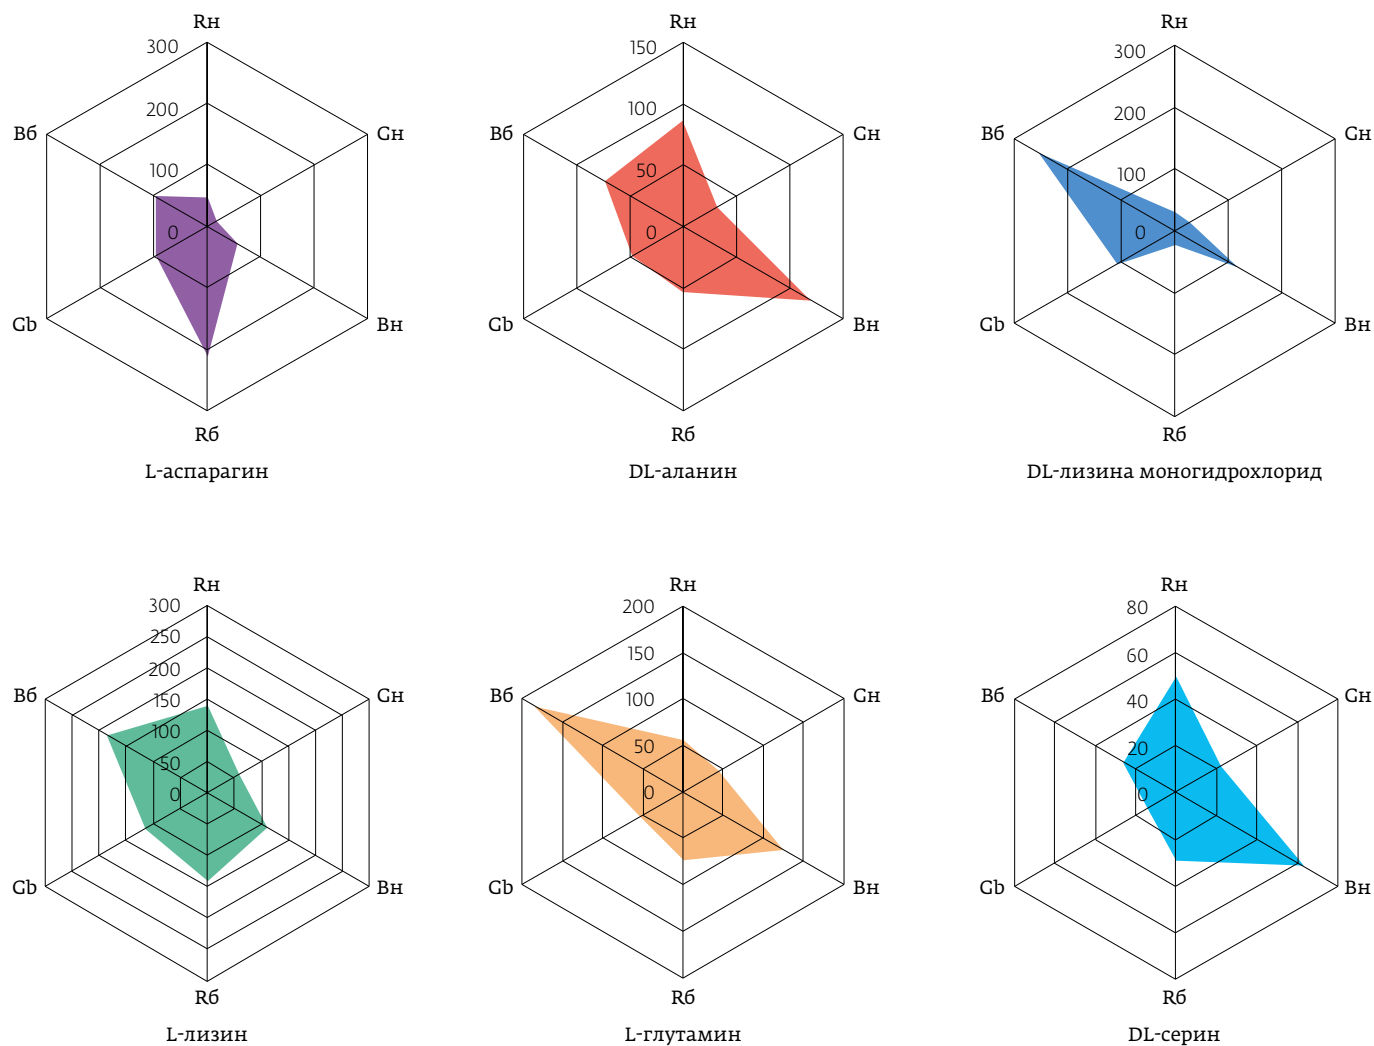 Rн
Rн
Rн
300
150
300
200
100
200
100
50
100
0
0
0
Вб
Gн
Вб
Gн
Вб
Gн
Gb
Вн
Gb
Вн
Gb
Вн
Rб
Rб
Rб
L-аспарагин
DL-аланин
DL-лизина моногидрохлорид
Rн
Rн
Rн
300
250
200
150
100
50
0
200
150
100
50
0
80
60
40
20
0
Вб
Gн
Вб
Gн
Вб
Gн
Gb
Вн
Gb
Вн
Gb
Вн
Rб
Rб
Rб
L-лизин
L-глутамин
DL-серин